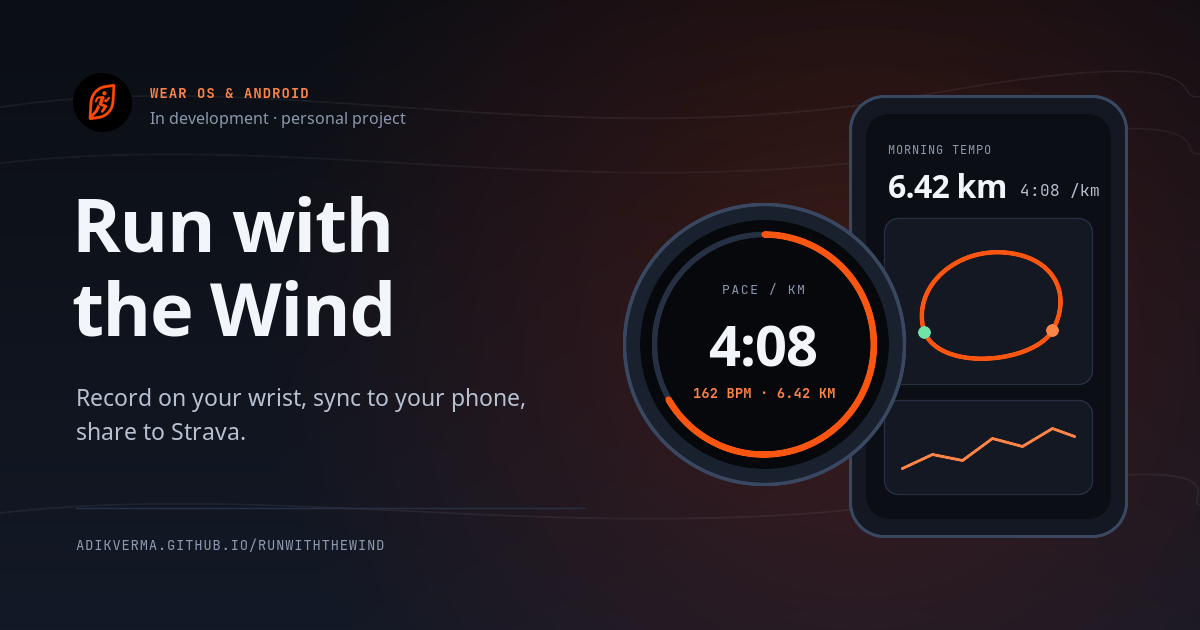 WEAR OS & ANDROID
In development · personal project
Run with
the Wind
Record on your wrist, sync to your phone,
share to Strava.
ADIKVERMA.GITHUB.IO/RUNWITHTHEWIND
PACE / KM
4:08
162 BPM · 6.42 KM
MORNING TEMPO
6.42 km 4:08 /km